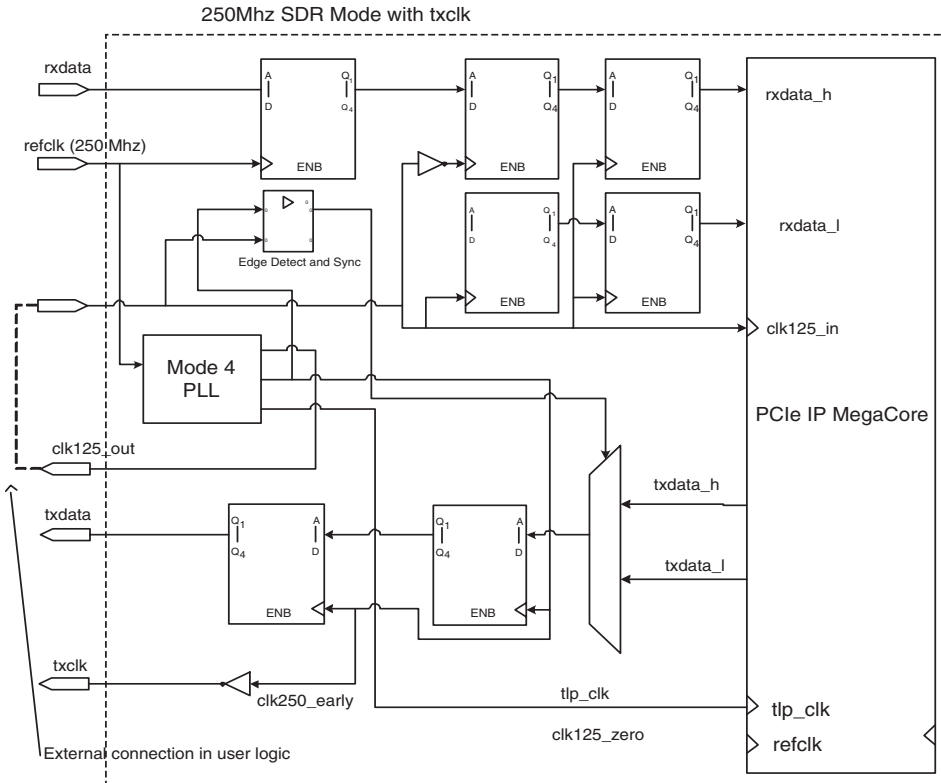 250Mhz SDR Mode with txclk
rxdata
A
D
Q1
Q4
ENB
A
D
Q1
Q4
ENB
A
D
Q1
Q4
ENB
rxdata_h
refclk (250 Mhz)
Edge Detect and Sync
A
D
Q1
Q4
ENB
A
D
Q1
Q4
ENB
rxdata_l
clk125_in
Mode 4
PLL
PCIe IP MegaCore
clk125_out
txdata_h
txdata
Q1
Q4
A
D
ENB
Q1
Q4
A
D
ENB
txdata_l
txclk
clk250_early
tlp_clk
tlp_clk
clk125_zero
refclk
External connection in user logic